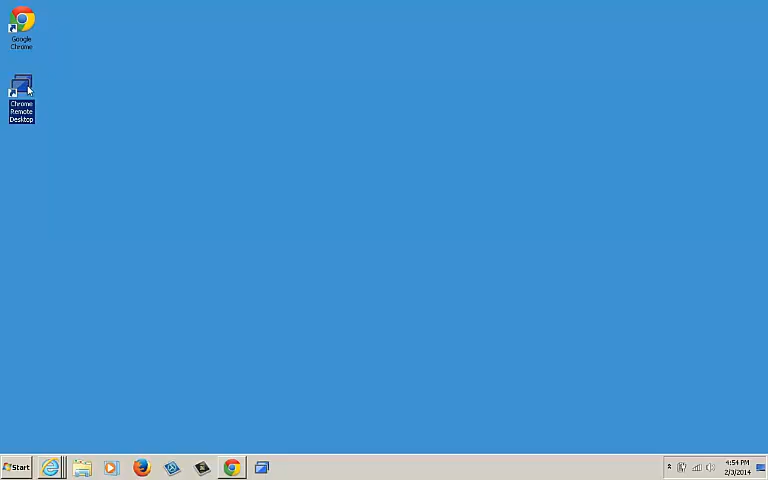 Google
Chrome
Chrome
Remote
Desktop
Start
4:54 PM
2/3/2014